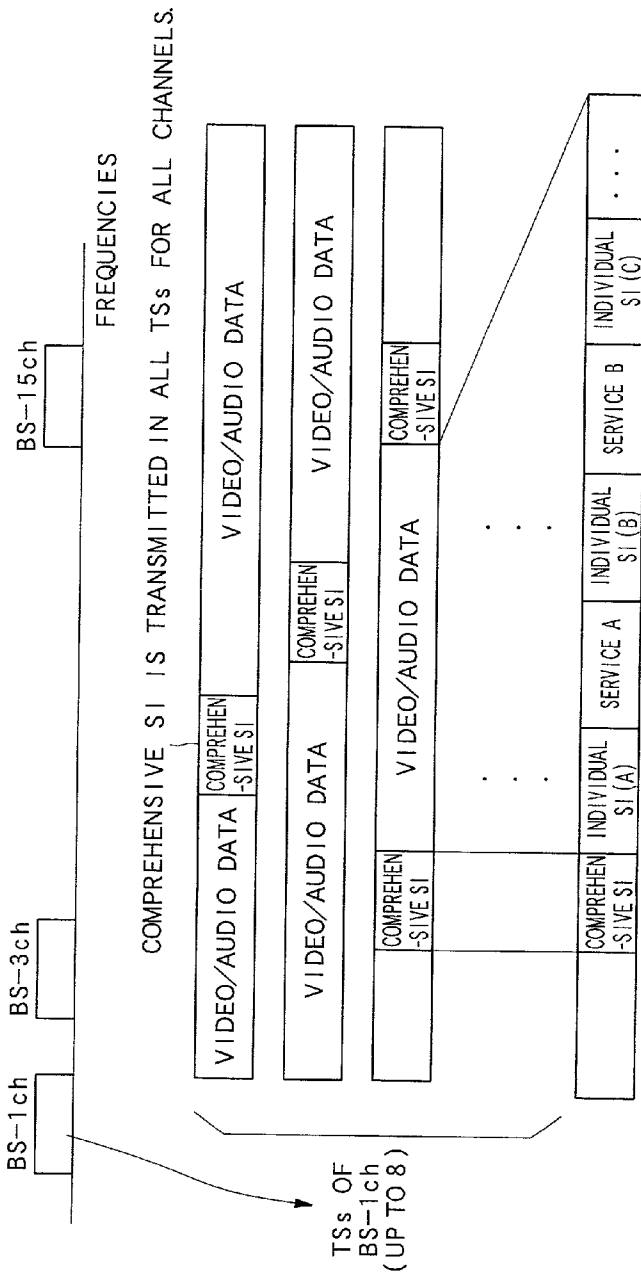 BS-1ch
BS-3ch
BS-15ch
FREQUENCIES
COMPREHENSIVE SI IS TRANSMITTED IN ALL TSs FOR ALL CHANNELS.
TSs OF
BS-1ch
(UP TO 8)
VIDEO/AUDIO DATA
COMPREHEN
-SIVE SI
VIDEO/AUDIO DATA
VIDEO/AUDIO DATA
COMPREHEN
-SIVE SI
VIDEO/AUDIO DATA
COMPREHEN
-SIVE SI
VIDEO/AUDIO DATA
COMPREHEN
-SIVE SI
. . .
. . .
COMPREHEN
-SIVE SI
INDIVIDUAL
SI (A)
SERVICE A
INDIVIDUAL
SI (B)
SERVICE B
INDIVIDUAL
SI (C)
. . .